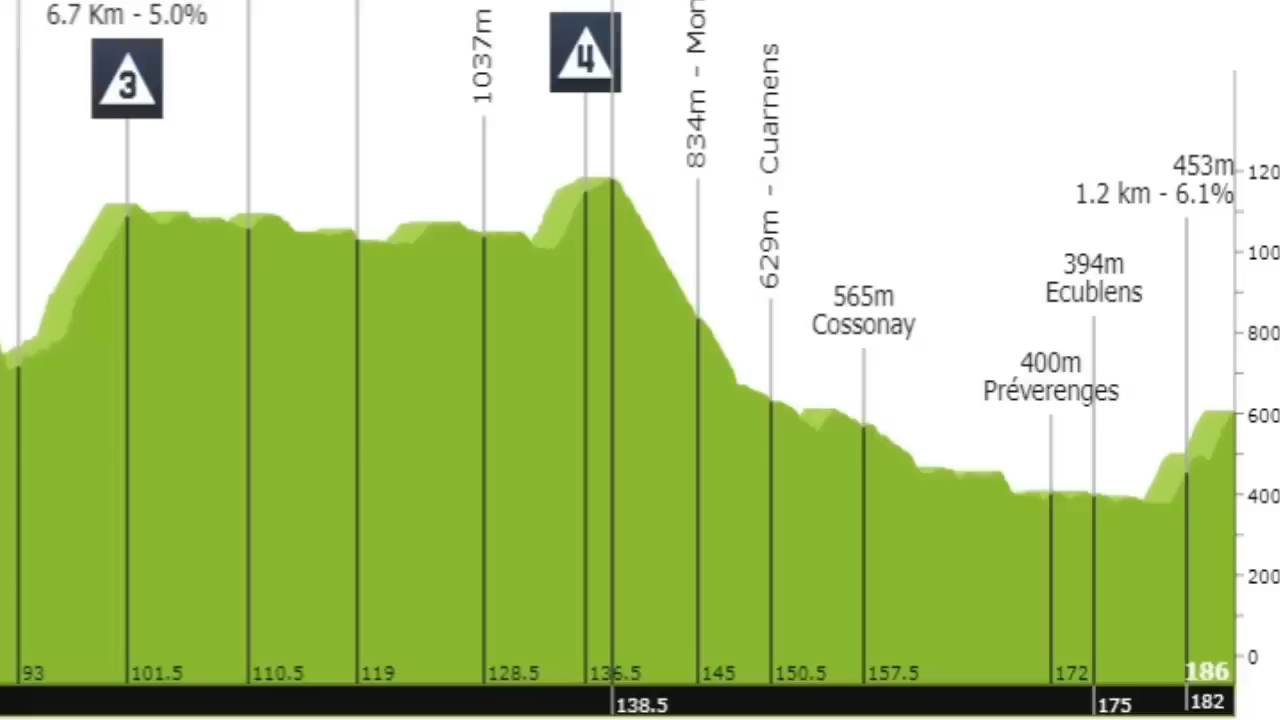 6.7 Km - 5.0%
3
1037m
4
834m - Mon
629m - Cuarnens
565m
Cossonay
400m
Préverenges
394m
Ecublens
453m
1.2 km - 6.1%
120
100
800
600
400
200
0
93
101.5
110.5
119
128.5
136.5
145
150.5
157.5
172
186
138.5
175
182